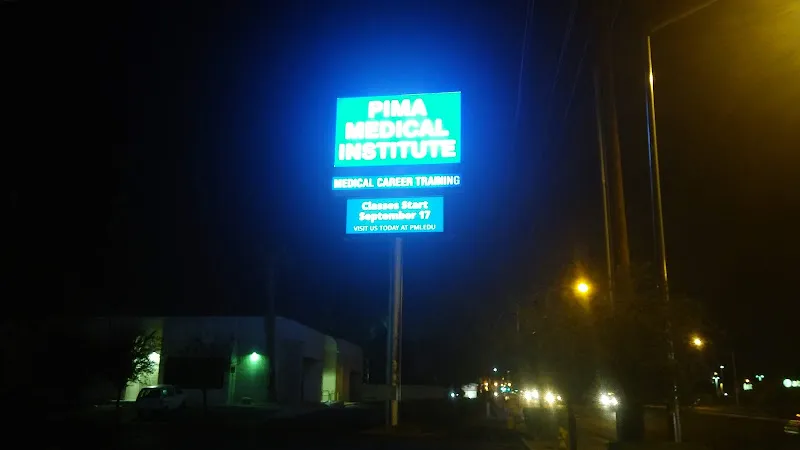 PIMA
MEDICAL
INSTITUTE
MEDICAL CAREER TRAINING
Classes Start
September 17
VISIT US TODAY AT PMI.EDU